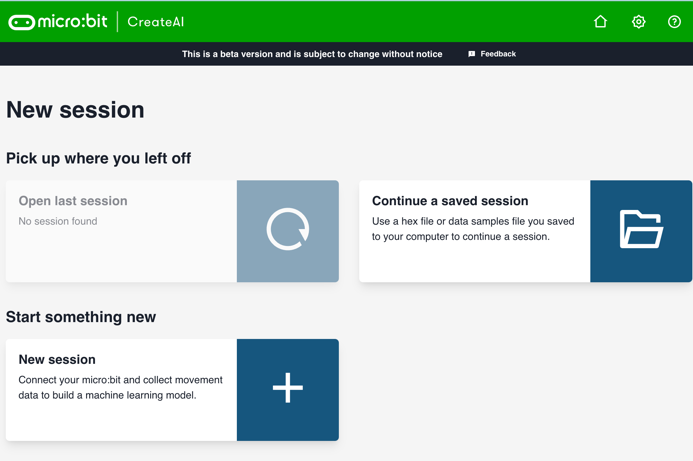 micro:bit CreateAI
This is a beta version and is subject to change without notice Feedback
New session
Pick up where you left off
Open last session
No session found
Continue a saved session
Use a hex file or data samples file you saved
to your computer to continue a session.
Start something new
New session
Connect your micro:bit and collect movement
data to build a machine learning model.